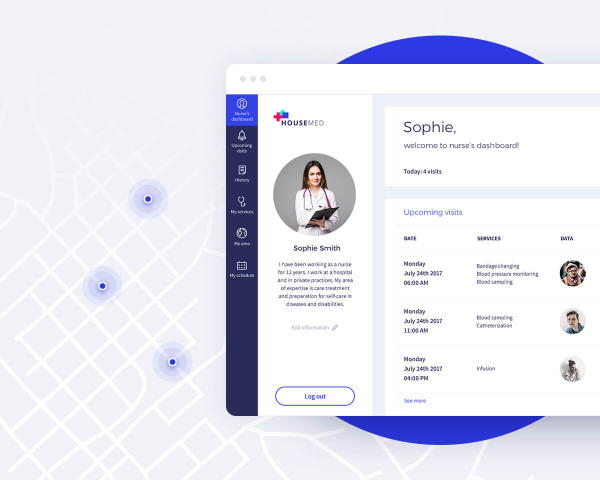 Nurse's
dashboard
Upcoming
visits
History
My services
My area
My schedule
HOUSEMED
Sophie Smith
I have been working as a nurse
for 12 years. I work at a hospital
and in private practices. My area
of expertise is care treatment
and preparation for self-care in
diseases and disabilities.
Edit information
Log out
Sophie,
welcome to nurse's dashboard!
Today: 4 visits
Upcoming visits
DATE SERVICES DATA
Monday
July 24th 2017
06:00 AM
Bandage changing
Blood pressure monitoring
Blood sampling
Monday
July 24th 2017
11:00 AM
Blood sampling
Catheterization
Monday
July 24th 2017
04:00 PM
Infusion
See more